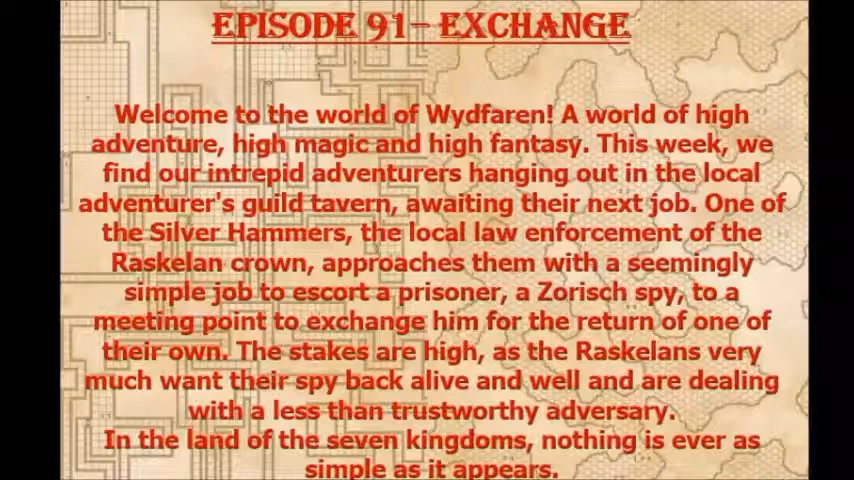 EPISODE 91– EXCHANGE
Welcome to the world of Wydfaren! A world of high
adventure, high magic and high fantasy. This week, we
find our intrepid adventurers hanging out in the local
adventurer's guild tavern, awaiting their next job. One of
the Silver Hammers, the local law enforcement of the
Raskelan crown, approaches them with a seemingly
simple job to escort a prisoner, a Zorisch spy, to a
meeting point to exchange him for the return of one of
their own. The stakes are high, as the Raskelans very
much want their spy back alive and well and are dealing
with a less than trustworthy adversary.
In the land of the seven kingdoms, nothing is ever as
simple as it appears.